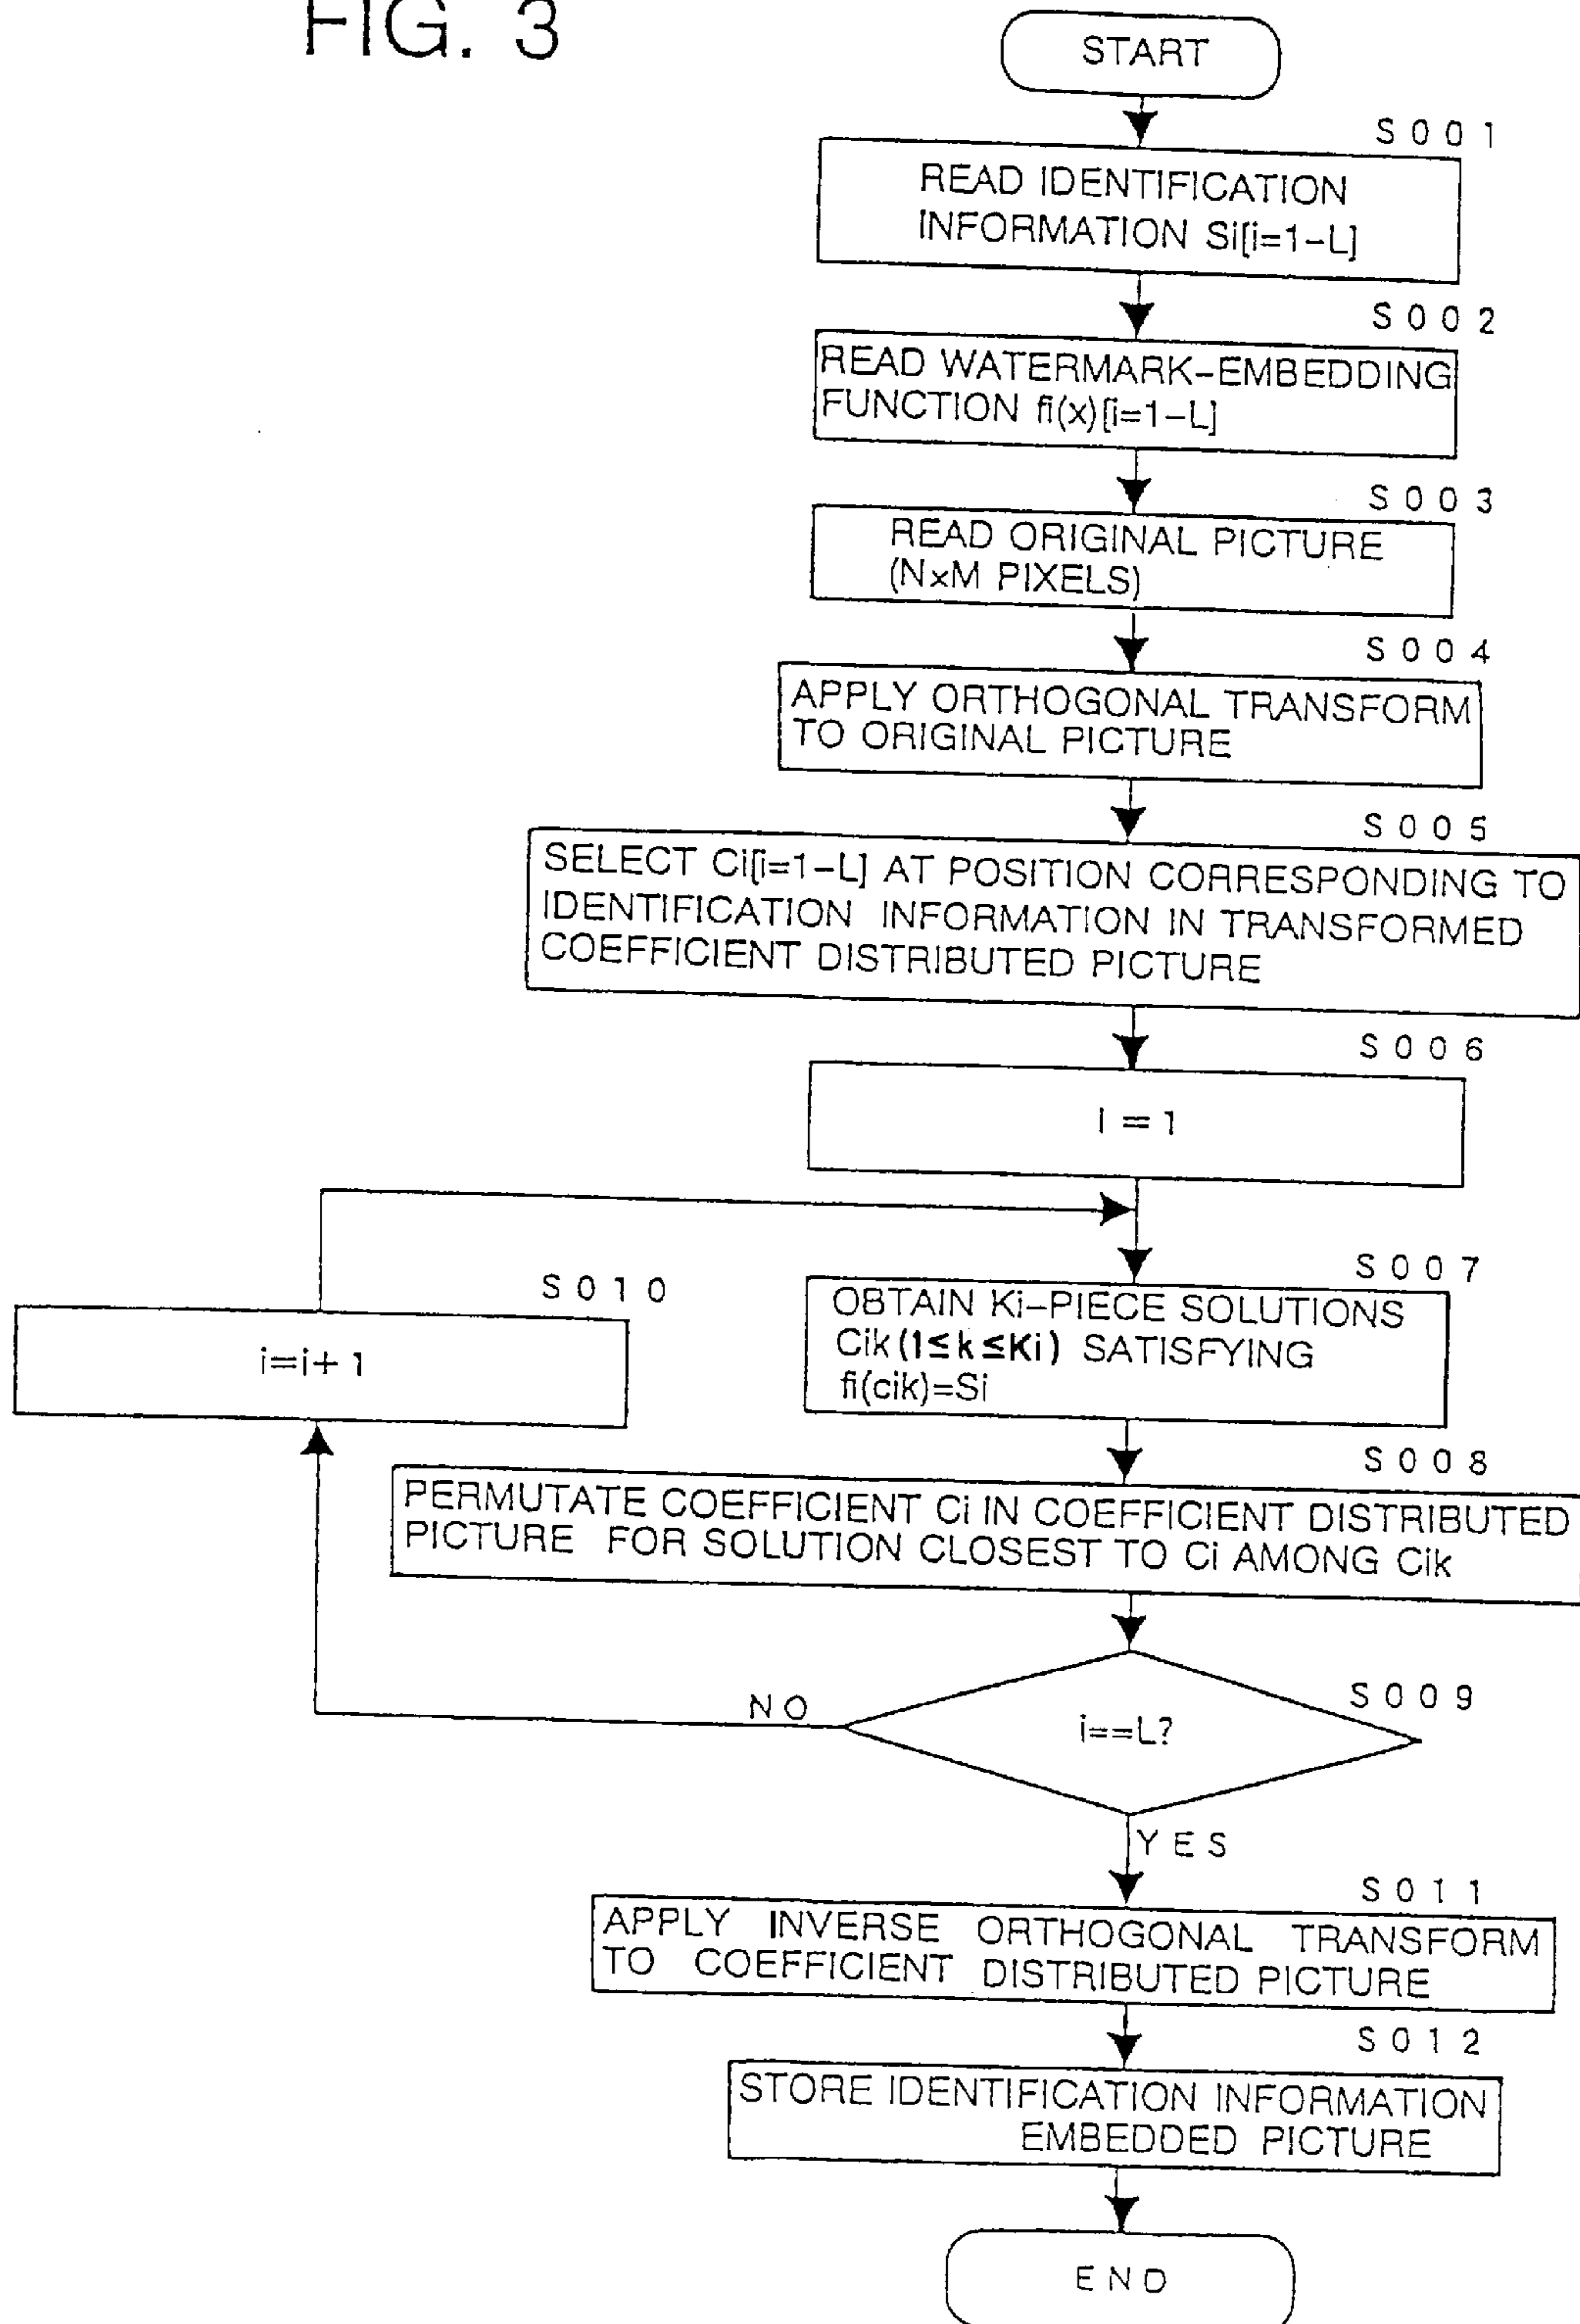 FIG. 3
START
S001
READ IDENTIFICATION
INFORMATION Si[i=1-L]
S002
READ WATERMARK-EMBEDDING
FUNCTION fi(x)[i=1-L]
S003
READ ORIGINAL PICTURE
(N×M PIXELS)
S004
APPLY ORTHOGONAL TRANSFORM
TO ORIGINAL PICTURE
S005
SELECT Ci[i=1-L] AT POSITION CORRESPONDING TO
IDENTIFICATION INFORMATION IN TRANSFORMED
COEFFICIENT DISTRIBUTED PICTURE
S006
i = 1
S007
OBTAIN Ki-PIECE SOLUTIONS
Cik(1≤k≤Ki) SATISFYING
fi(cik)=Si
S010
i=i+1
S008
PERMUTATE COEFFICIENT Ci IN COEFFICIENT DISTRIBUTED
PICTURE FOR SOLUTION CLOSEST TO Ci AMONG Cik
S009
i==L?
NO
YES
S011
APPLY INVERSE ORTHOGONAL TRANSFORM
TO COEFFICIENT DISTRIBUTED PICTURE
S012
STORE IDENTIFICATION INFORMATION
EMBEDDED PICTURE
END